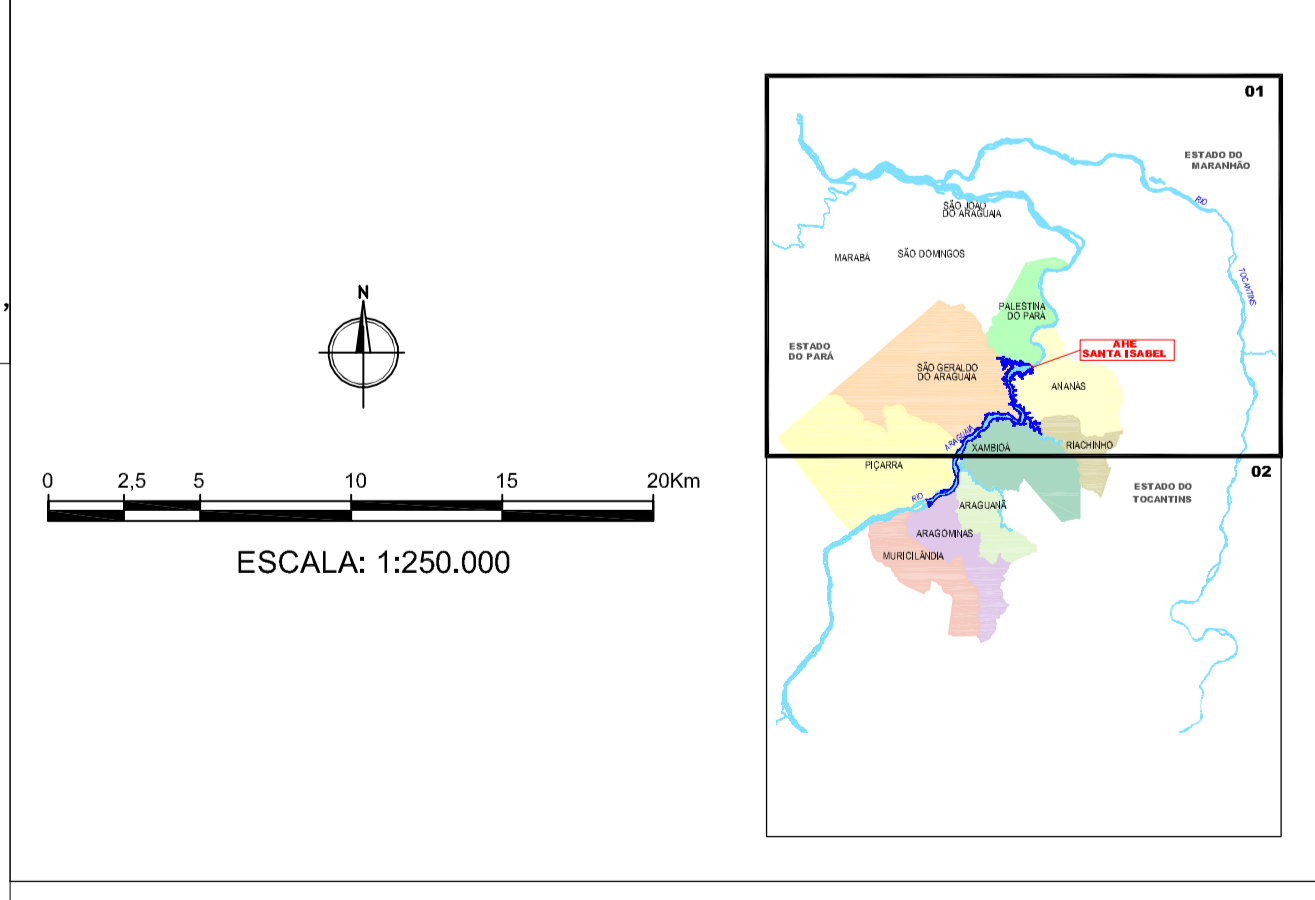 N
0 2,5 5 10 15 20Km
ESCALA: 1:250.000
01
ESTADO DO
MARANHÃO
RIO
TOCANTINS
SÃO JOAO
DO ARAGUAIA
MARABÁ
SÃO DOMINGOS
PALESTINA
DO PARÁ
ESTADO
DO PARÁ
AHE
SANTA ISABEL
SÃO GERALDO
DO ARAGUAIA
ANANÁS
ARAGUAIA
XAMBIOÁ
RIACHINHO
PIÇARRA
02
ESTADO DO
TOCANTINS
RIO
ARAGUANÃ
ARAGOMINAS
MURICILÂNDIA